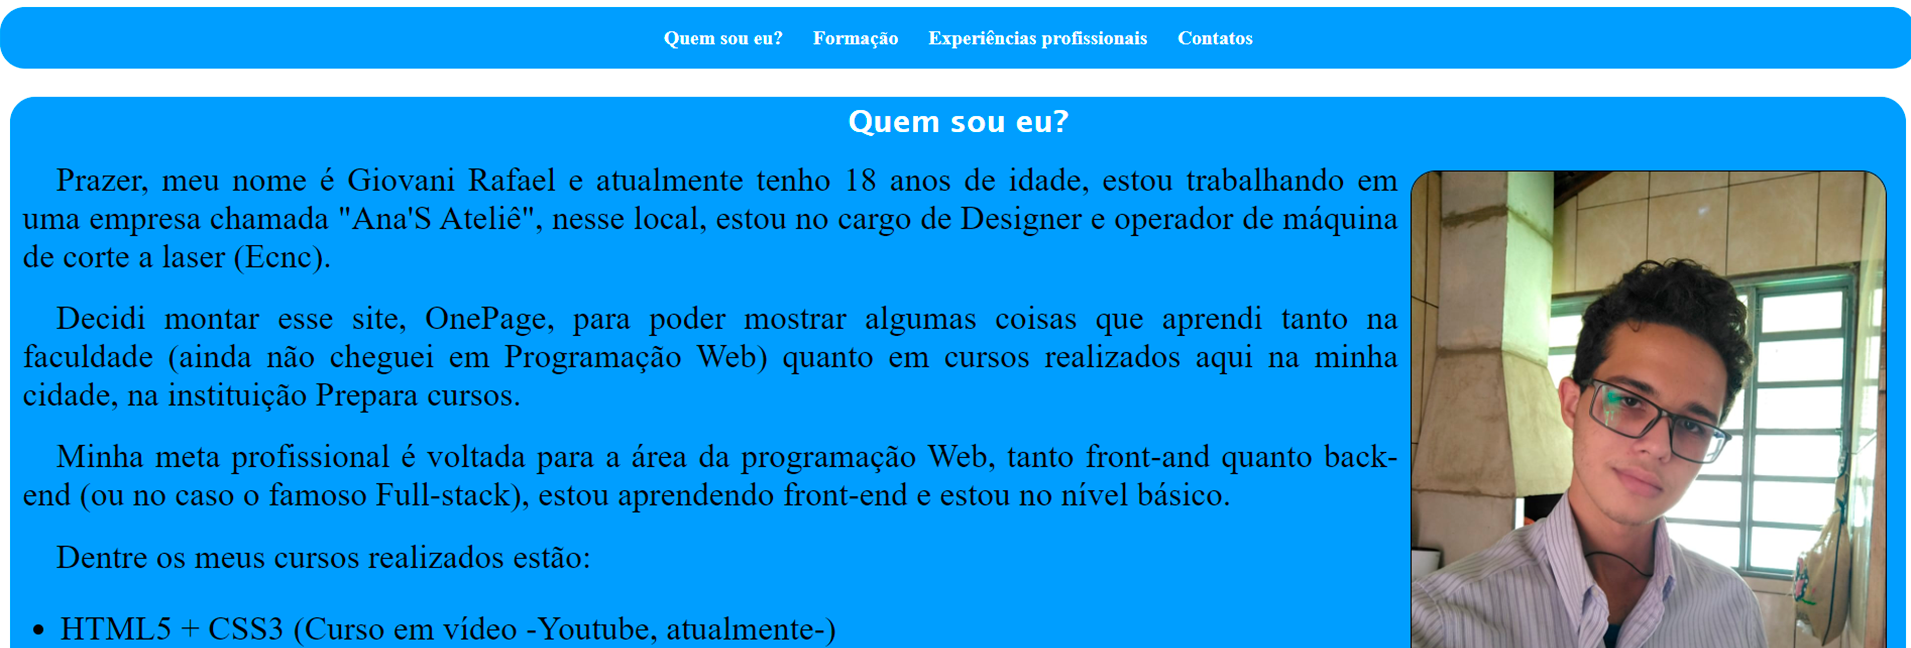 Quem sou eu? Formação Experiências profissionais Contatos
Quem sou eu?
Prazer, meu nome é Giovani Rafael e atualmente tenho 18 anos de idade, estou trabalhando em
uma empresa chamada "Ana'S Ateliê", nesse local, estou no cargo de Designer e operador de máquina
de corte a laser (Ecnc).
Decidi montar esse site, OnePage, para poder mostrar algumas coisas que aprendi tanto na
faculdade (ainda não cheguei em Programação Web) quanto em cursos realizados aqui na minha
cidade, na instituição Prepara cursos.
Minha meta profissional é voltada para a área da programação Web, tanto front-and quanto back-
end (ou no caso o famoso Full-stack), estou aprendendo front-end e estou no nível básico.
Dentre os meus cursos realizados estão:
• HTML5 + CSS3 (Curso em vídeo -Youtube, atualmente-)